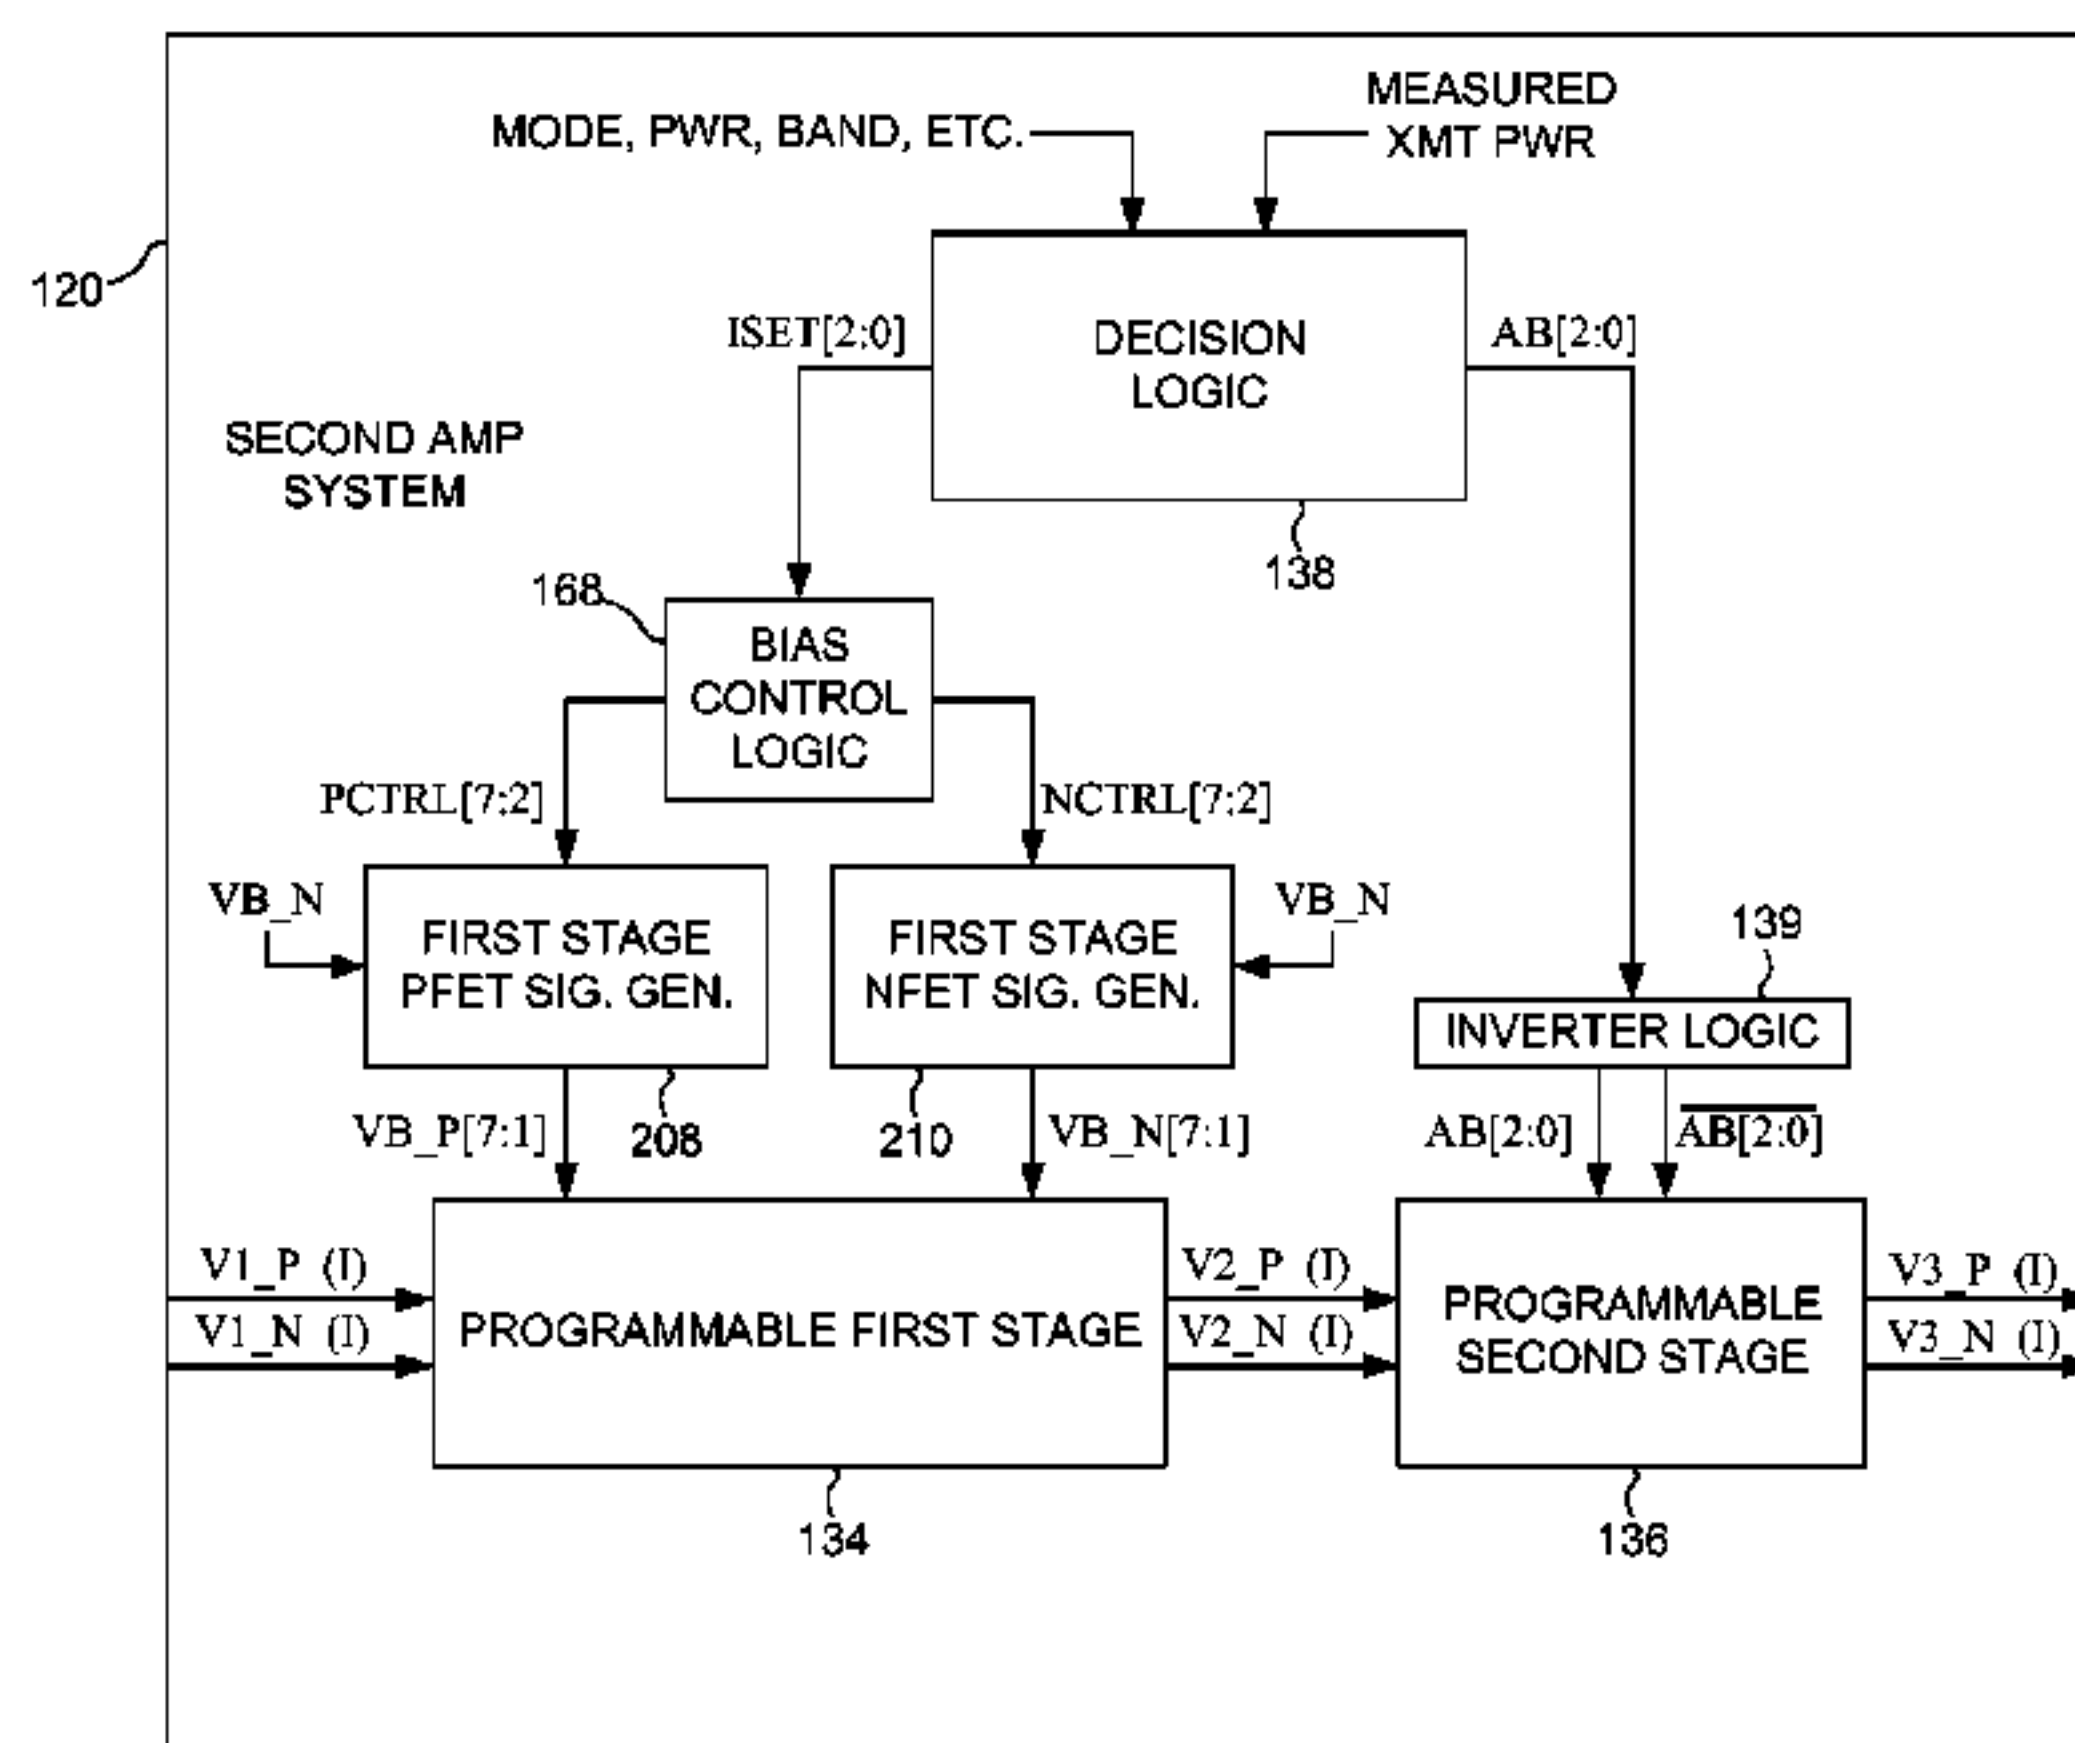 MEASURED
XMT PWR
MODE, PWR, BAND, ETC.
120
ISET[2:0]
DECISION
LOGIC
AB[2:0]
SECOND AMP
SYSTEM
138
168
BIAS
CONTROL
LOGIC
PCTRL[7:2]
NCTRL[7:2]
VB_N
FIRST STAGE
PFET SIG. GEN.
FIRST STAGE
NFET SIG. GEN.
VB_N
139
INVERTER LOGIC
VB_P[7:1]
208
210
VB_N[7:1]
AB[2:0]
A̅B̅[̅2̅:̅0̅]̅
V1_P (I)
V1_N (I)
PROGRAMMABLE FIRST STAGE
V2_P (I)
V2_N (I)
PROGRAMMABLE
SECOND STAGE
V3_P (I)
V3_N (I)
134
136